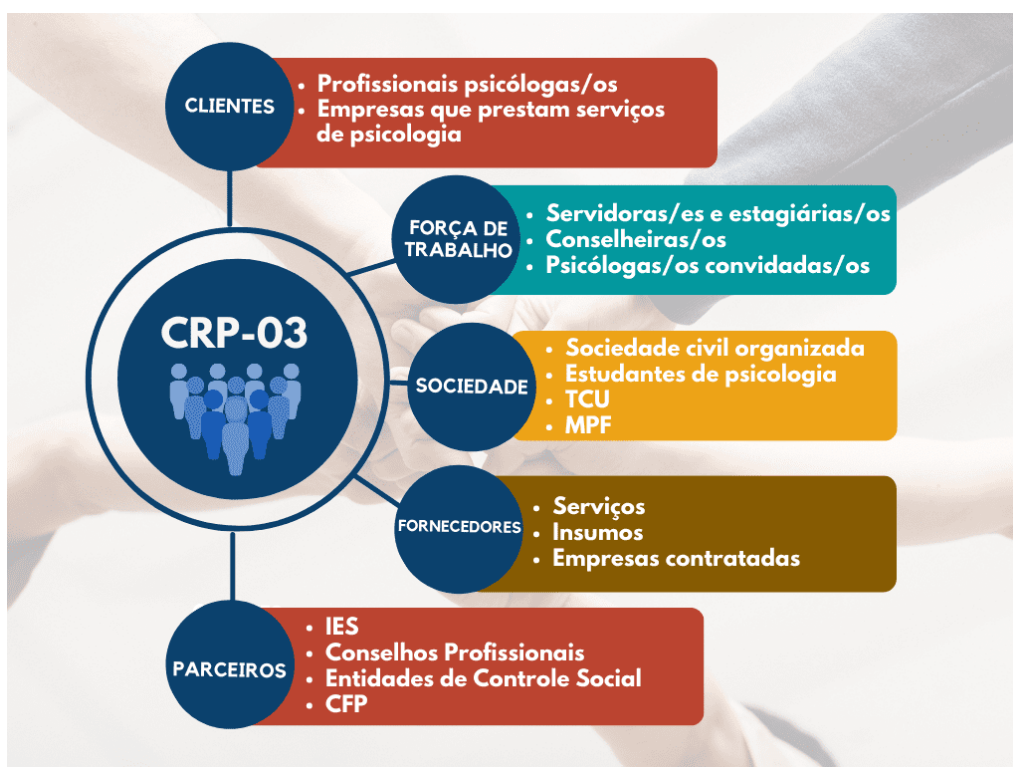 CLIENTES
• Profissionais psicólogas/os
• Empresas que prestam serviços
de psicologia
FORÇA DE
TRABALHO
• Servidoras/es e estagiárias/os
• Conselheiras/os
• Psicólogas/os convidadas/os
CRP-03
SOCIEDADE
• Sociedade civil organizada
• Estudantes de psicologia
• TCU
• MPF
FORNECEDORES
• Serviços
• Insumos
• Empresas contratadas
PARCEIROS
• IES
• Conselhos Profissionais
• Entidades de Controle Social
• CFP